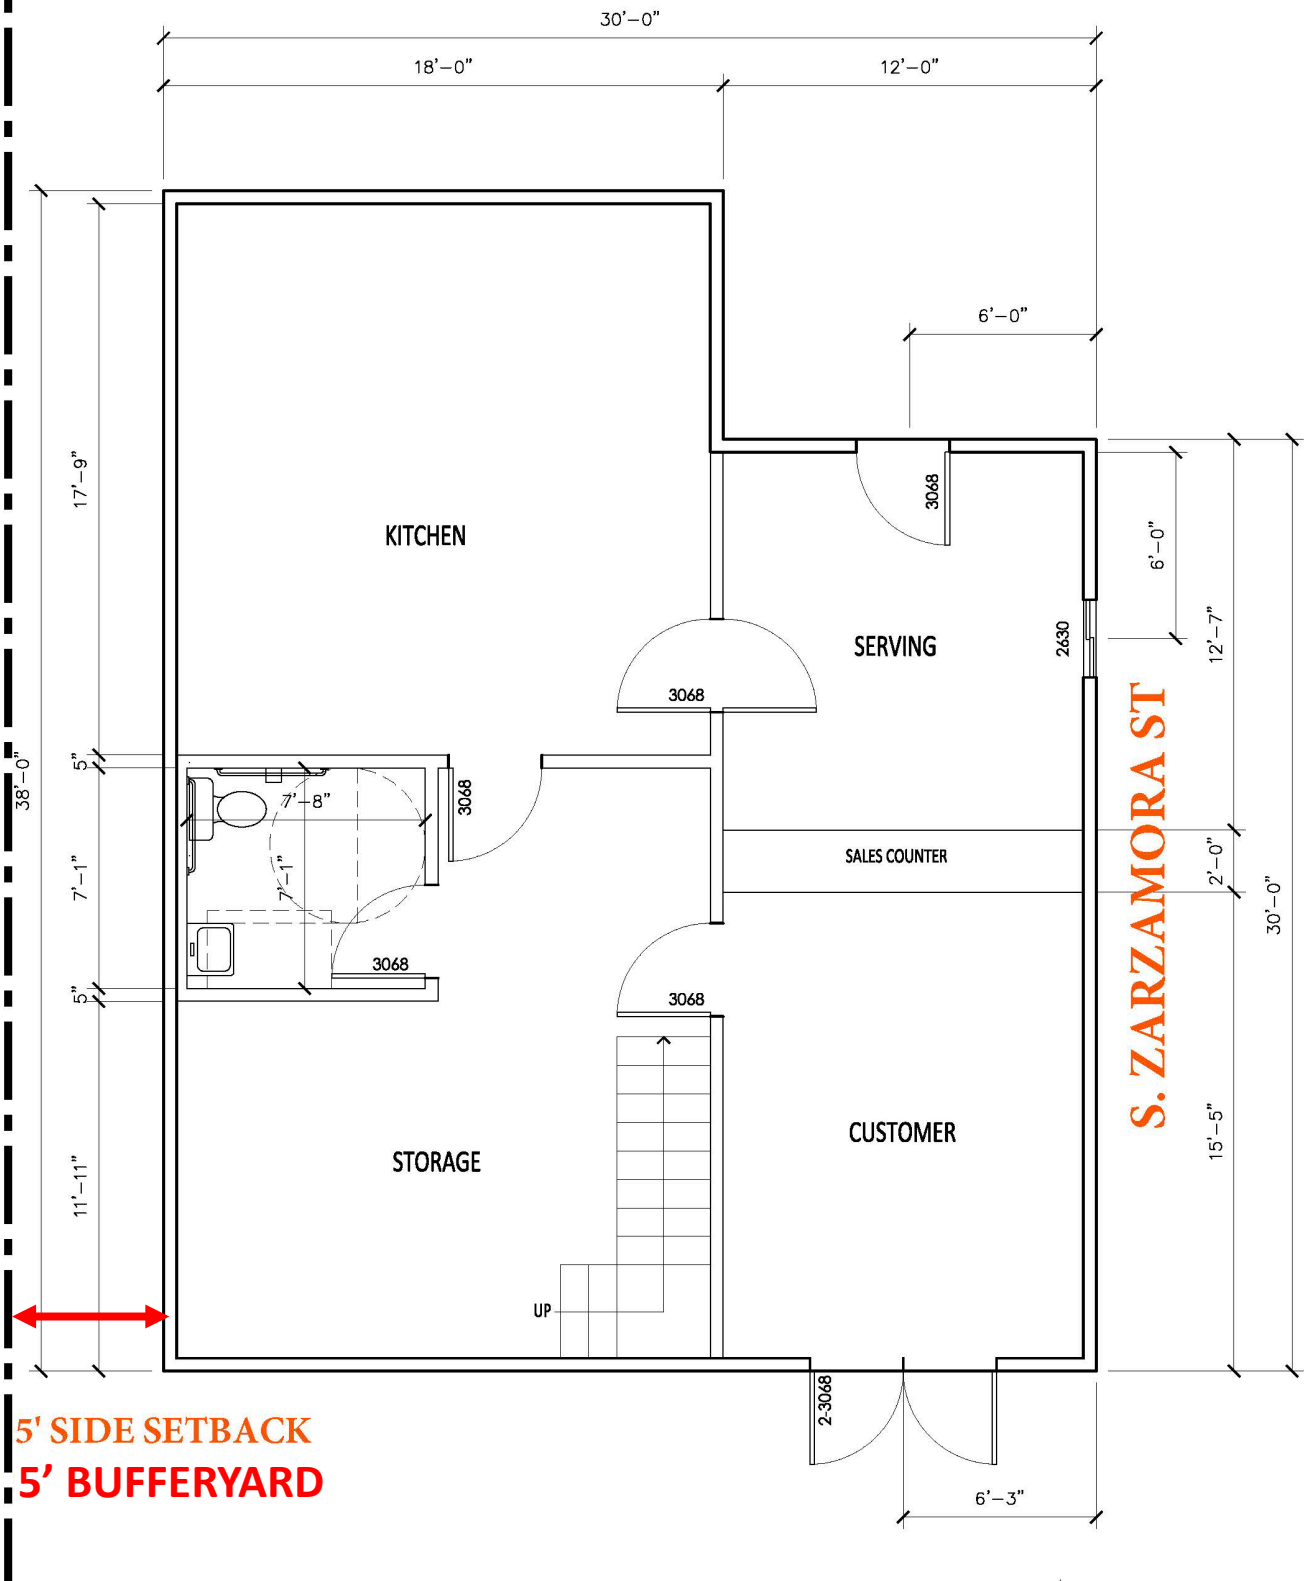 30'-0"
18'-0"
12'-0"
6'-0"
17'-9"
KITCHEN
3068
6'-0"
12'-7"
SERVING
2630
3068
38'-0"
5"
7'-8"
3068
7'-1"
7'-1"
SALES COUNTER
2'-0"
30'-0"
S. ZARZAMORA ST
3068
5"
3068
11'-11"
STORAGE
CUSTOMER
15'-5"
UP
2-3068
5' SIDE SETBACK
5' BUFFERYARD
6'-3"